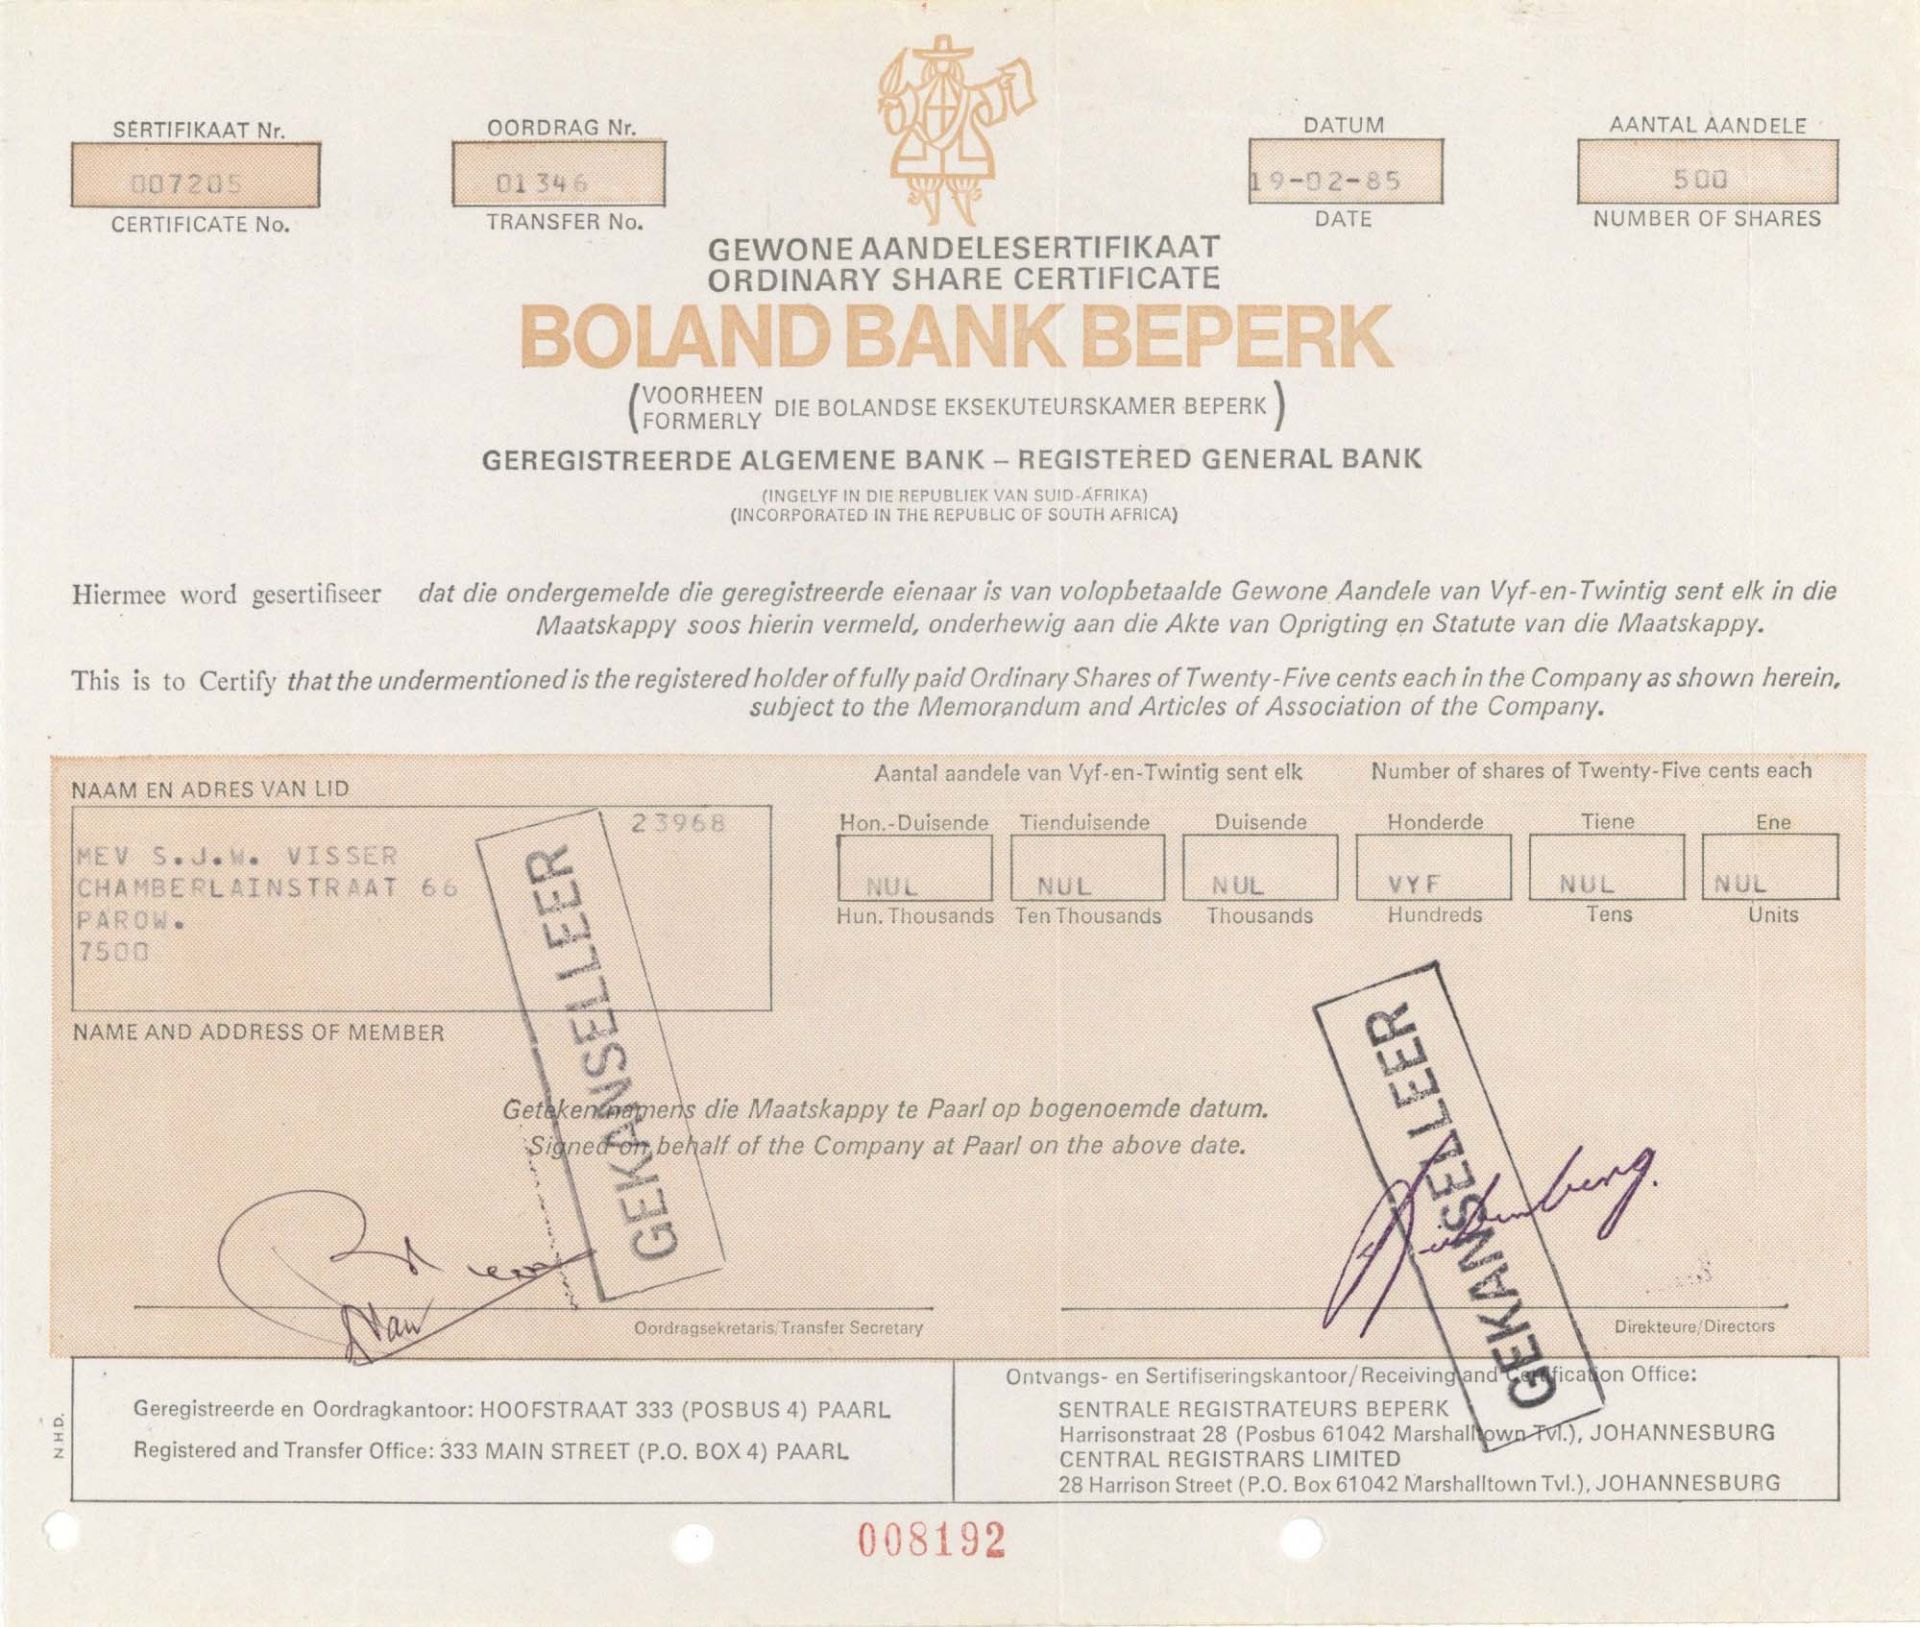 SERTIFIKAAT Nr.
007205
CERTIFICATE No.
OORDRAG Nr.
01346
TRANSFER No.
DATUM
19-02-85
DATE
AANTAL AANDELE
500
NUMBER OF SHARES
GEWONE AANDELESERTIFIKAAT
ORDINARY SHARE CERTIFICATE
BOLAND BANK BEPERK
(VOORHEEN
FORMERLY DIE BOLANDSE EKSEKUTEURSKAMER BEPERK)
GEREGISTREERDE ALGEMENE BANK – REGISTERED GENERAL BANK
(INGELYF IN DIE REPUBLIEK VAN SUID-AFRIKA)
(INCORPORATED IN THE REPUBLIC OF SOUTH AFRICA)
Hiermee word gesertifiseer dat die ondergemelde die geregistreerde eienaar is van volopbetaalde Gewone Aandele van Vyf-en-Twintig sent elk in die
Maatskappy soos hierin vermeld, onderhewig aan die Akte van Oprigting en Statute van die Maatskappy.
This is to Certify that the undermentioned is the registered holder of fully paid Ordinary Shares of Twenty-Five cents each in the Company as shown herein,
subject to the Memorandum and Articles of Association of the Company.
NAAM EN ADRES VAN LID
23968
MEV S.J.W. VISSER
CHAMBERLAINSTRAAT 66
PAROW.
7500
NAME AND ADDRESS OF MEMBER
Aantal aandele van Vyf-en-Twintig sent elk Number of shares of Twenty-Five cents each
Hon.-Duisende Tienduisende Duisende Honderde Tiene Ene
NUL NUL NUL VYF NUL NUL
Hun. Thousands Ten Thousands Thousands Hundreds Tens Units
GEKANSELLEER
GEKANSELLEER
Geteken namens die Maatskappy te Paarl op bogenoemde datum.
Signed on behalf of the Company at Paarl on the above date.
Oordragsekretaris/Transfer Secretary
Direkteure/Directors
Geregistreerde en Oordragkantoor: HOOFSTRAAT 333 (POSBUS 4) PAARL
Registered and Transfer Office: 333 MAIN STREET (P.O. BOX 4) PAARL
Ontvangs- en Sertifiseringskantoor/Receiving and Certification Office:
SENTRALE REGISTRATEURS BEPERK
Harrisonstraat 28 (Posbus 61042 Marshalltown Tvl.), JOHANNESBURG
CENTRAL REGISTRARS LIMITED
28 Harrison Street (P.O. Box 61042 Marshalltown Tvl.), JOHANNESBURG
N.H.D.
008192